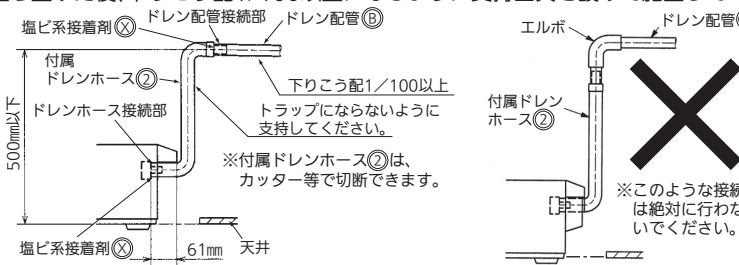 塩ビ系接着剤Ⓧ
ドレン配管接続部
ドレン配管Ⓑ
付属
ドレンホース②
下りこう配1／100以上
ドレンホース接続部
トラップにならないように
支持してください。
500mm以下
※付属ドレンホース②は、
カッター等で切断できます。
塩ビ系接着剤Ⓧ
61mm
天井
エルボ
ドレン配管
付属ドレン
ホース②
※このような接続
は絶対に行わな
いでください。